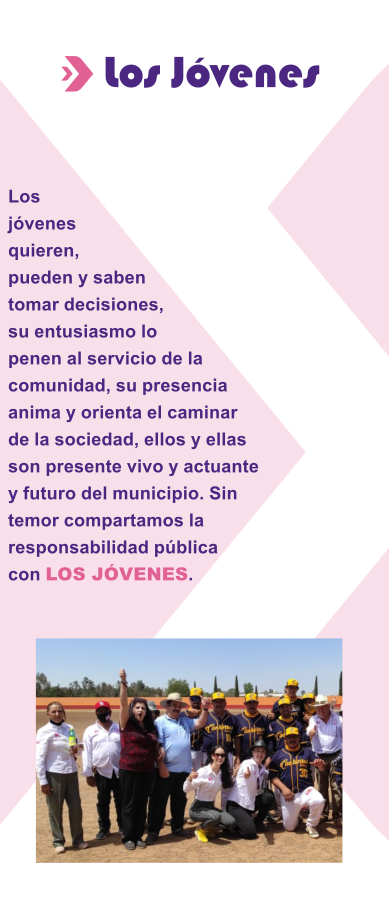 Los Jóvenes
Los
jóvenes
quieren,
pueden y saben
tomar decisiones,
su entusiasmo lo
penen al servicio de la
comunidad, su presencia
anima y orienta el caminar
de la sociedad, ellos y ellas
son presente vivo y actuante
y futuro del municipio. Sin
temor compartamos la
responsabilidad pública
con LOS JÓVENES.
30